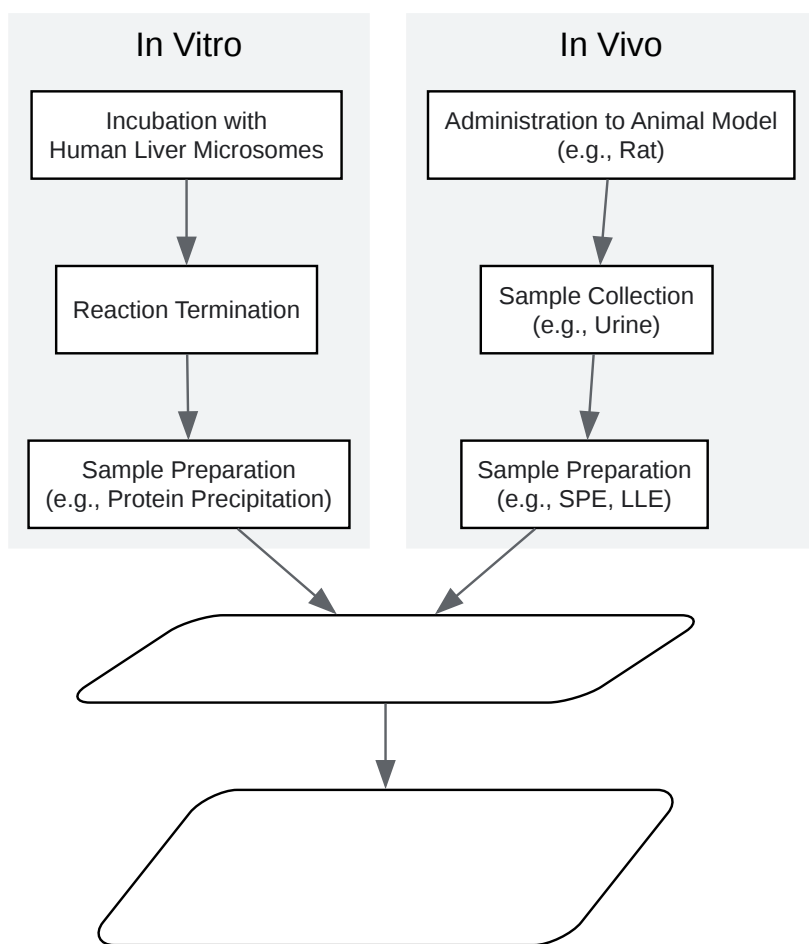 In Vitro
Incubation with
Human Liver Microsomes
Reaction Termination
Sample Preparation
(e.g., Protein Precipitation)
In Vivo
Administration to Animal Model
(e.g., Rat)
Sample Collection
(e.g., Urine)
Sample Preparation
(e.g., SPE, LLE)